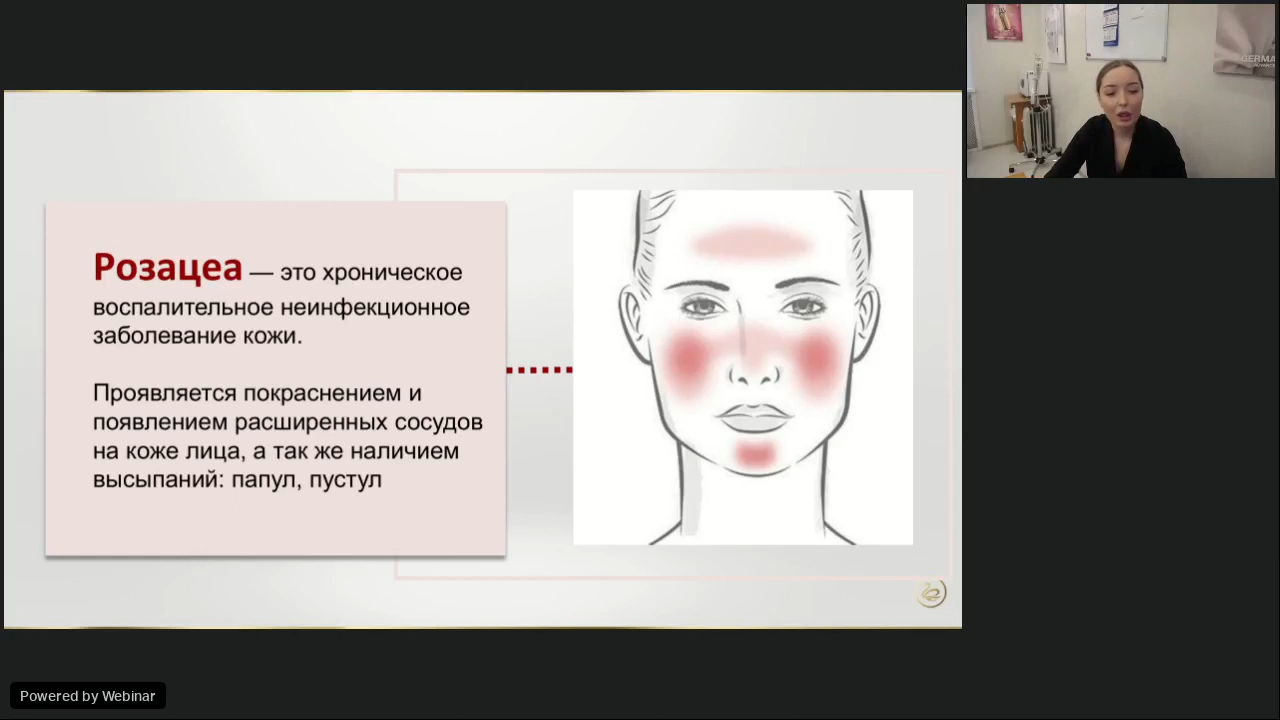 Розацеа — это хроническое
воспалительное неинфекционное
заболевание кожи.
Проявляется покраснением и
появлением расширенных сосудов
на коже лица, а так же наличием
высыпаний: папул, пустул
Powered by Webinar